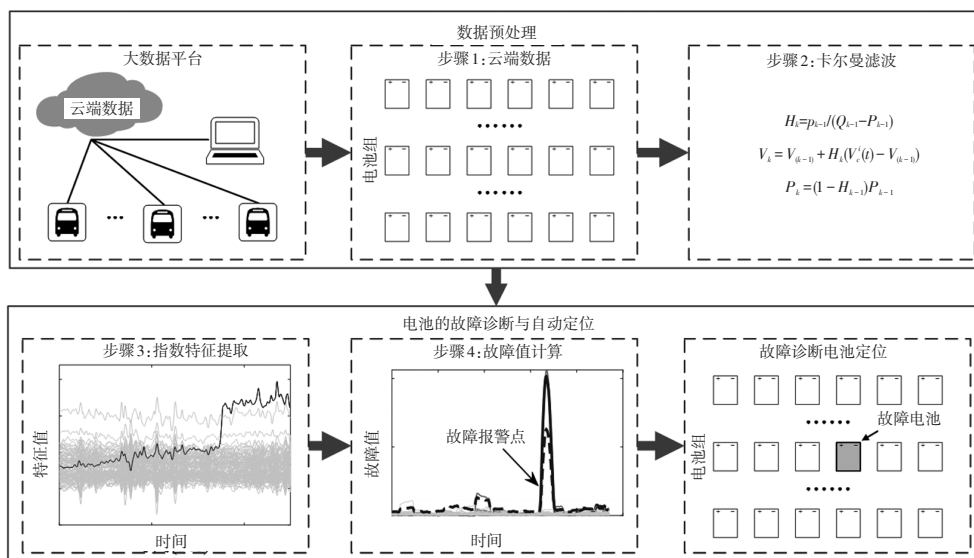 数据预处理
大数据平台
云端数据
••• •••
步骤1:云端数据
电池组
••••••
••••••
步骤2:卡尔曼滤波
Hₖ=pₖ₋₁/(Qₖ₋₁−Pₖ₋₁)
Vₖ = V₍ₖ₋₁₎ + Hₖ(V_c^i(t) − V₍ₖ₋₁₎)
Pₖ =(1 − Hₖ₋₁)Pₖ₋₁
电池的故障诊断与自动定位
步骤3:指数特征提取
特征值
时间
步骤4:故障值计算
故障值
故障报警点
时间
故障诊断电池定位
电池组
••••••
故障电池
••••••